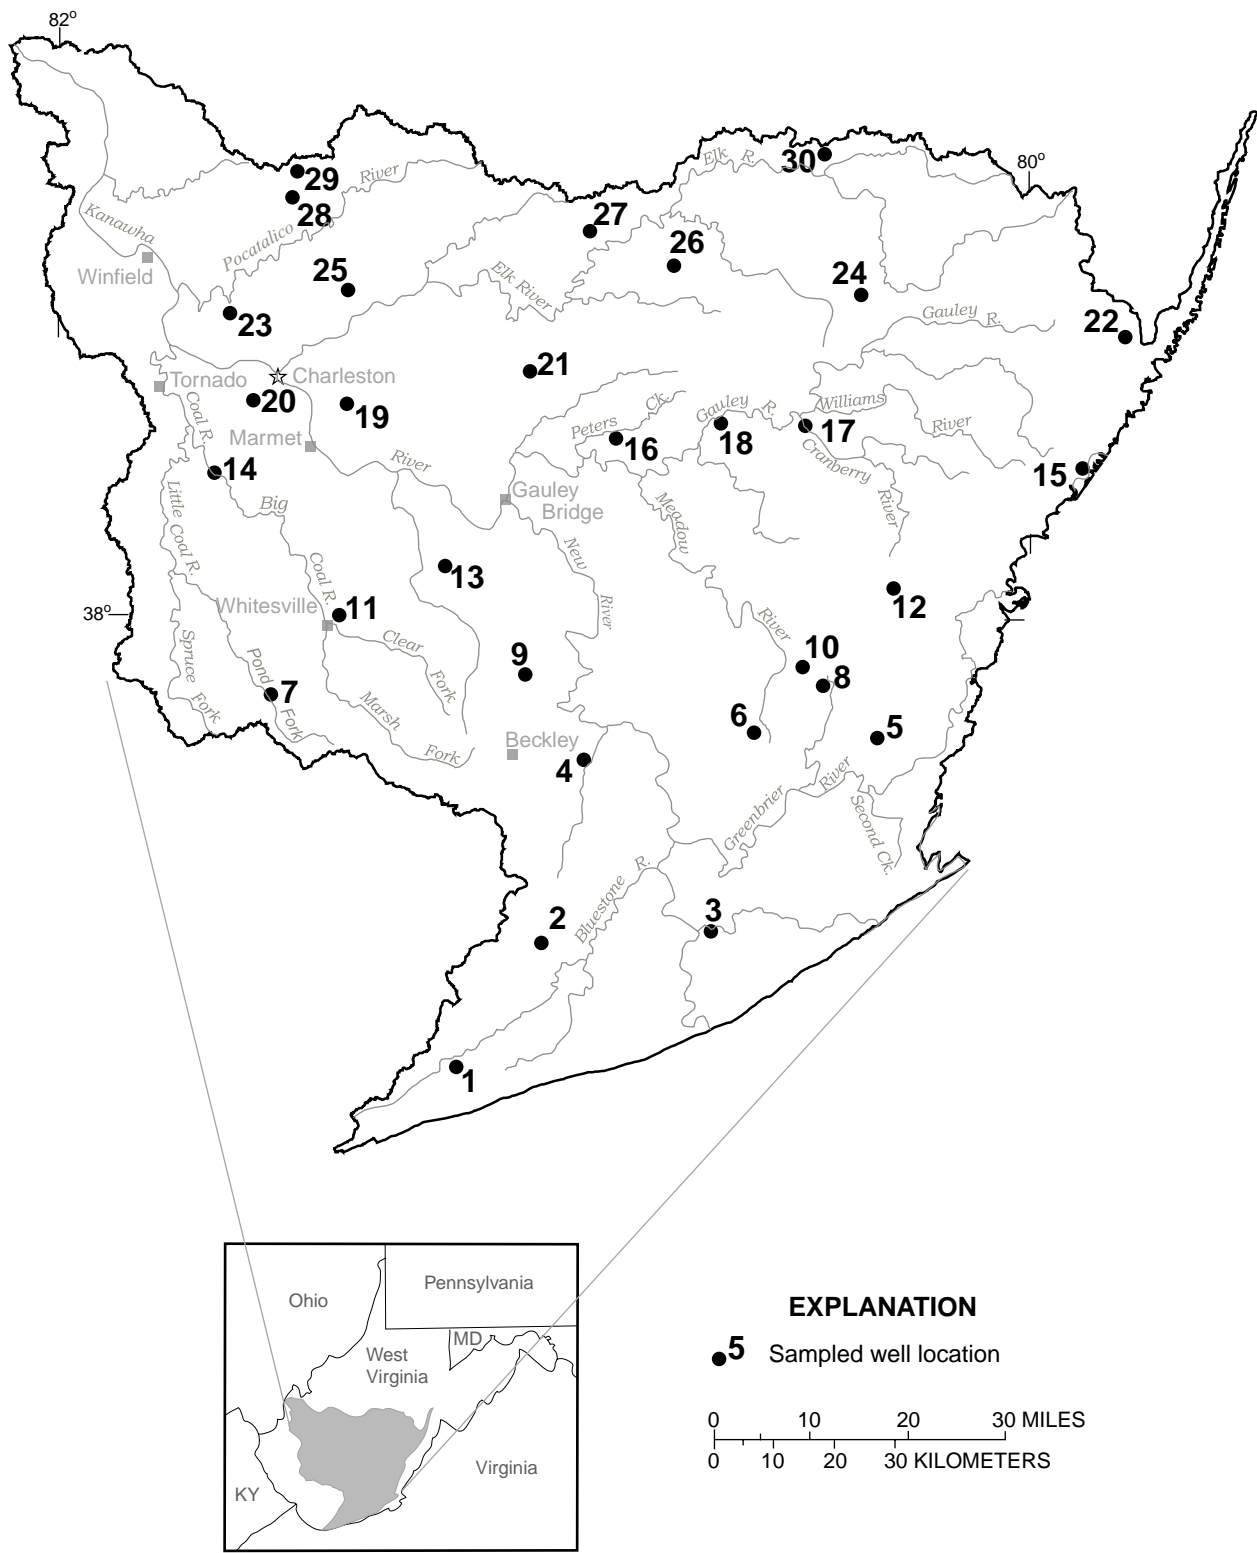 82°
80°
30
Elk R.
29
River
28
27
Kanawha
Pocatalico
26
Winfield
25
Elk River
24
23
Gauley R.
22
Tornado
Charleston
21
20
19
Coal R.
Peters Ck.
Gauley R.
Williams
River
Marmet
16
18
17
Cranberry
River
15
14
River
Little Coal R.
Big
Gauley
Bridge
Meadow
New
River
13
Coal R.
12
38°
Whitesville
11
Clear
Fork
River
Spruce
Fork
Pond
Fork
9
10
8
7
Marsh
Fork
6
5
Beckley
4
Greenbrier
River
Second Ck.
Bluestone R.
2
3
1
Ohio
Pennsylvania
MD
West
Virginia
KY
Virginia
EXPLANATION
5 Sampled well location
0 10 20 30 MILES
0 10 20 30 KILOMETERS